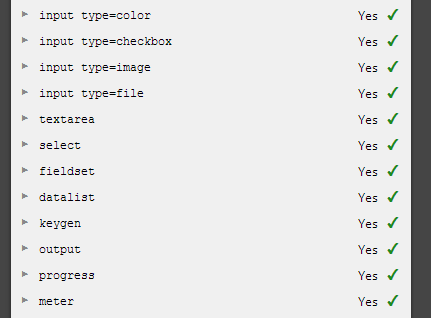 input type=color Yes ✔
input type=checkbox Yes ✔
input type=image Yes ✔
input type=file Yes ✔
textarea Yes ✔
select Yes ✔
fieldset Yes ✔
datalist Yes ✔
keygen Yes ✔
output Yes ✔
progress Yes ✔
meter Yes ✔